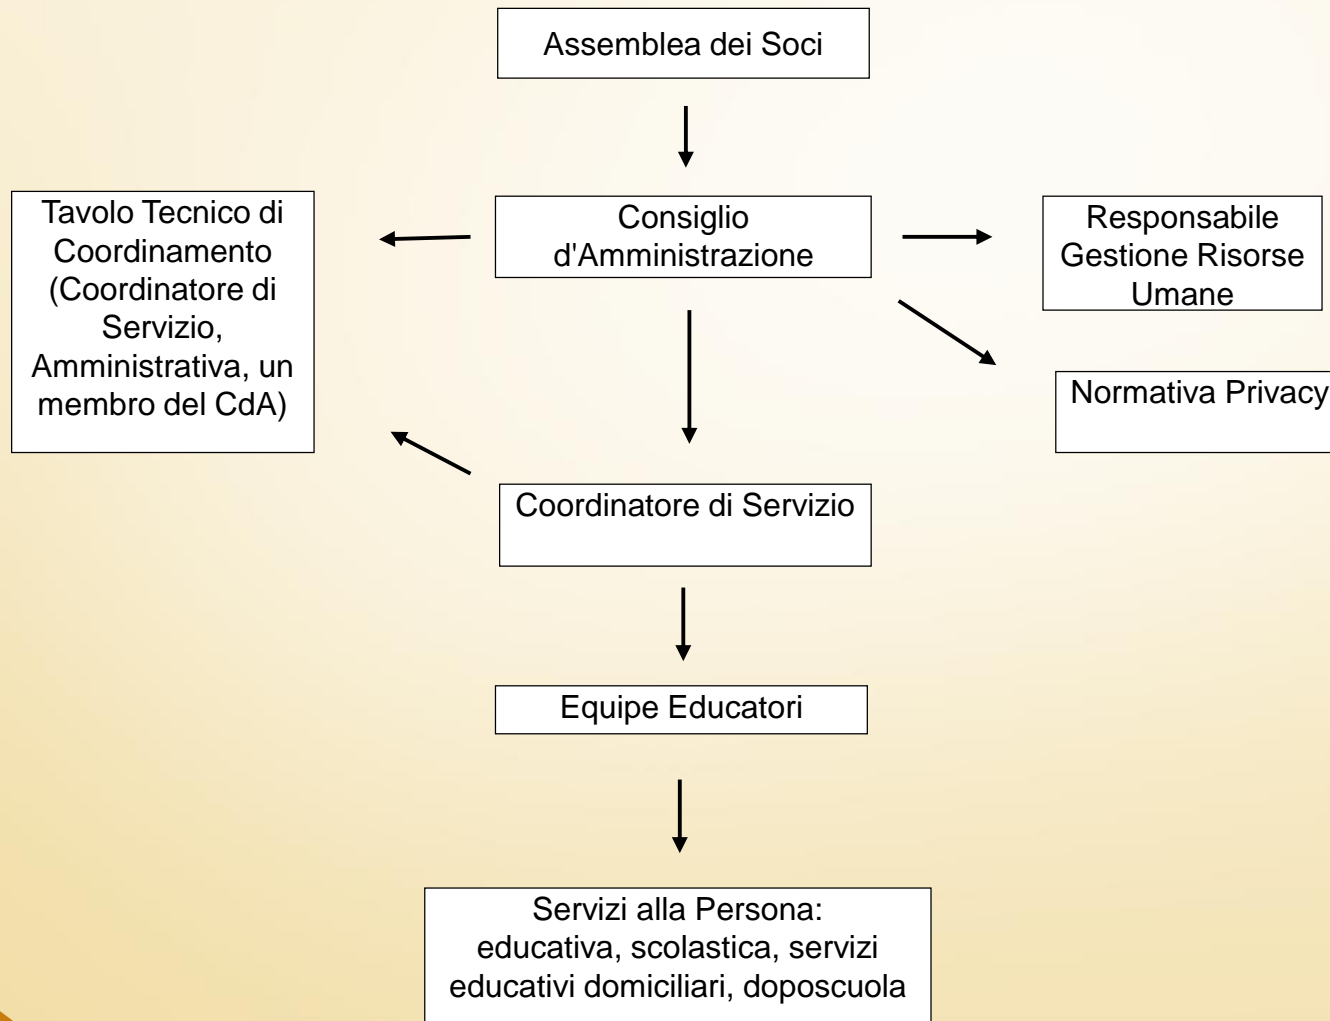 Assemblea dei Soci
Tavolo Tecnico di
Coordinamento
(Coordinatore di
Servizio,
Amministrativa, un
membro del CdA)
Consiglio
d'Amministrazione
Responsabile
Gestione Risorse
Umane
Normativa Privacy
Coordinatore di Servizio
Equipe Educatori
Servizi alla Persona:
educativa, scolastica, servizi
educativi domiciliari, doposcuola